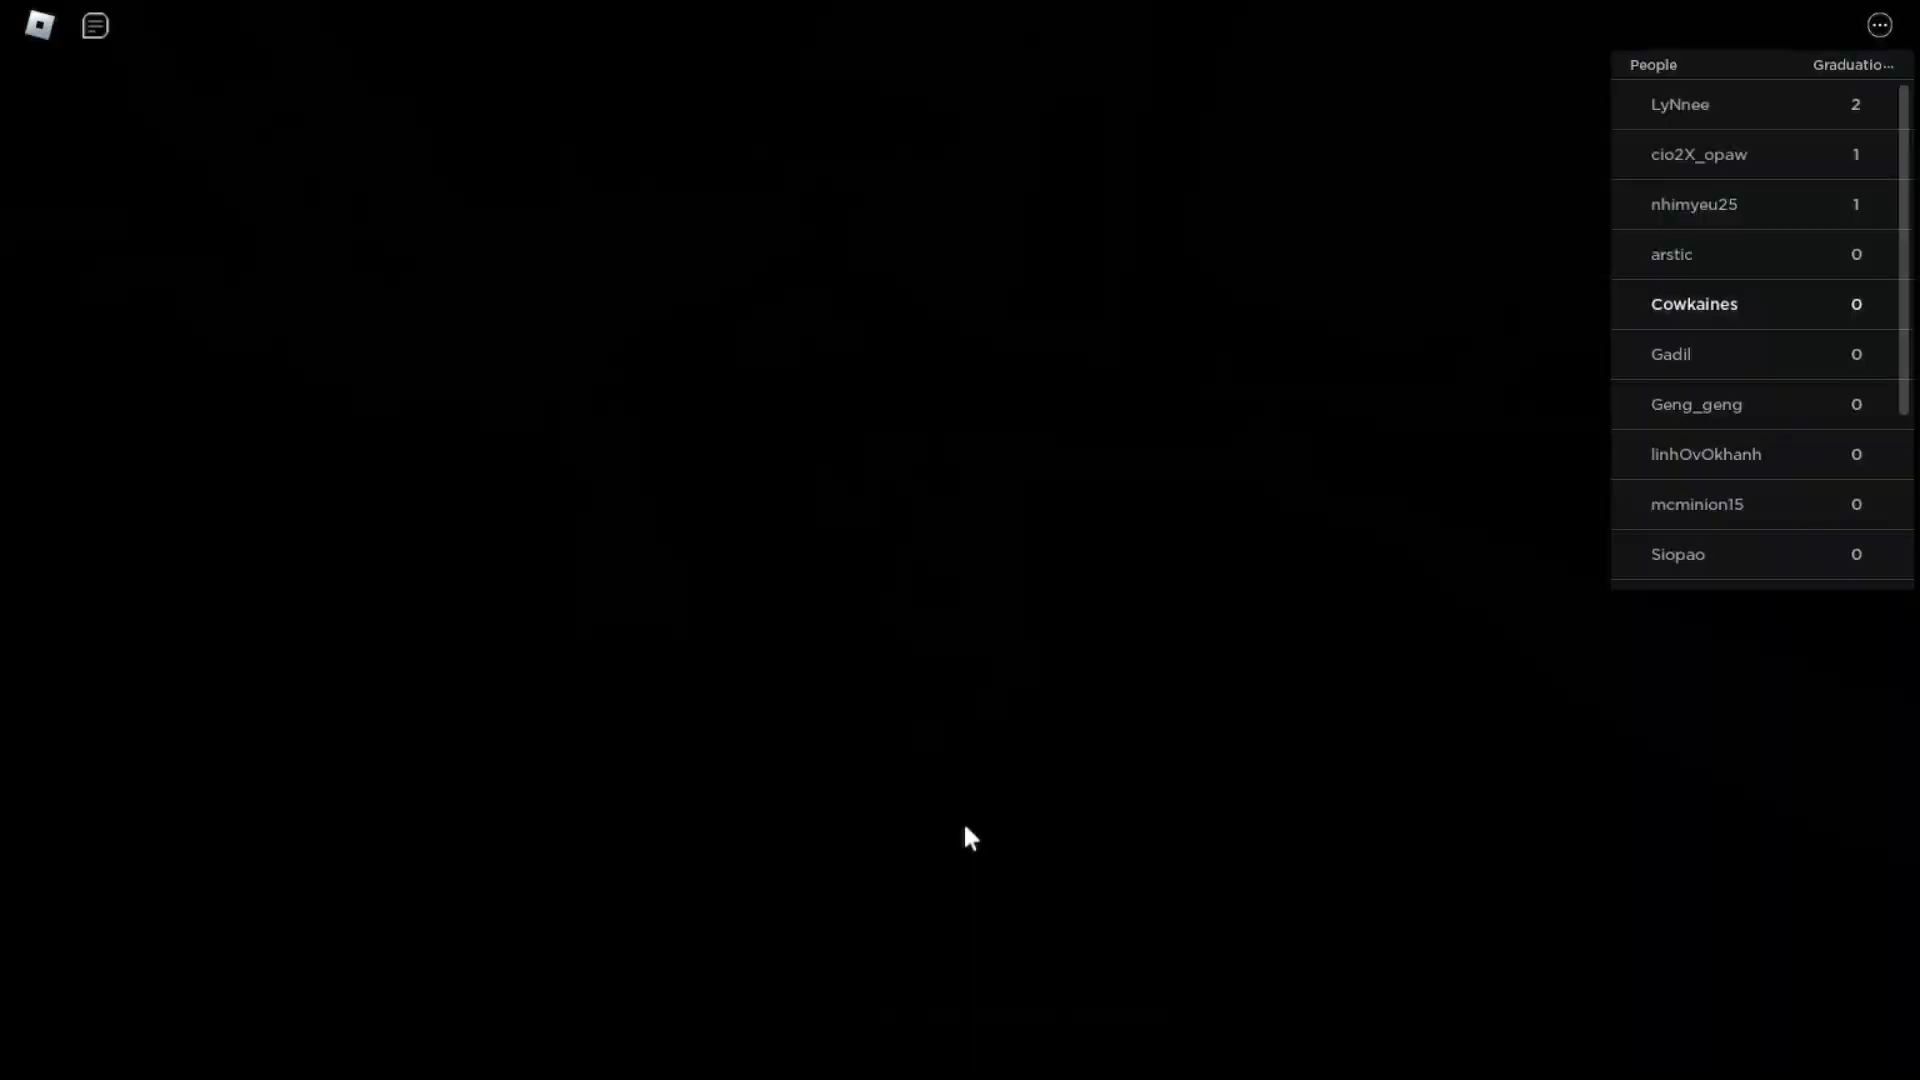 People Graduatio...
LyNnee 2
cio2X_opaw 1
nhimyeu25 1
arstic 0
Cowkaines 0
Gadil 0
Geng_geng 0
linhOvOkhanh 0
mcminion15 0
Siopao 0